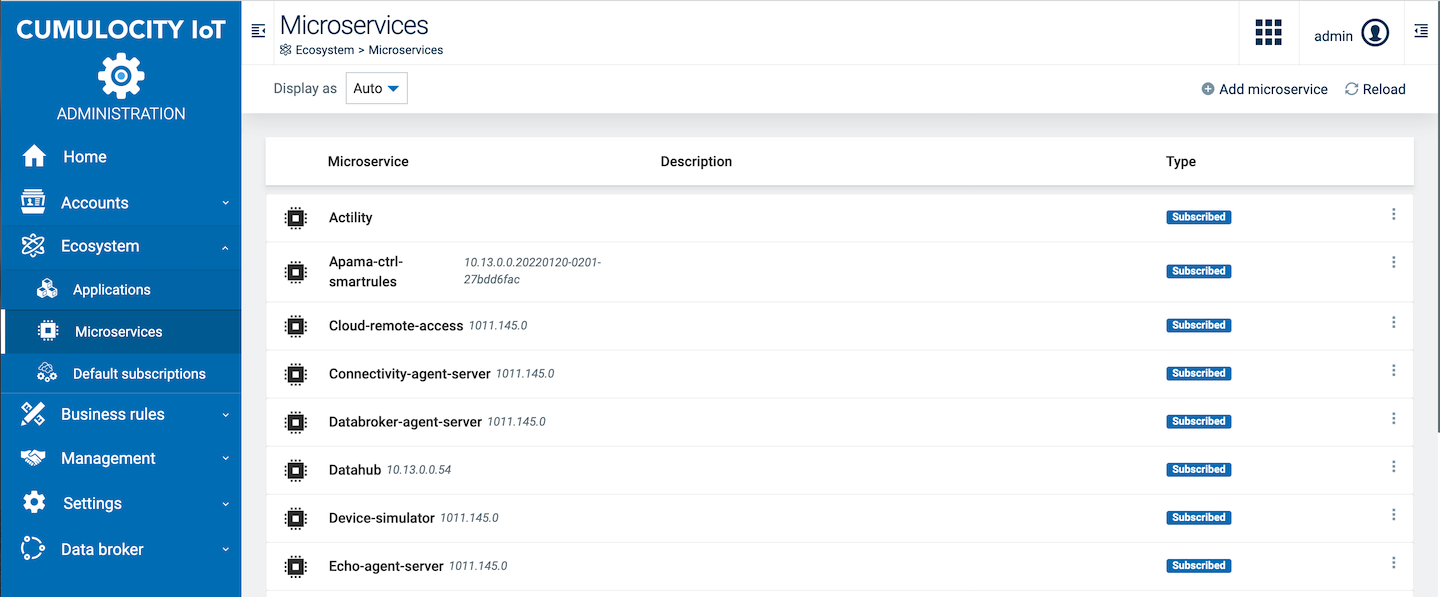 CUMULOCITY IoT
ADMINISTRATION
Home
Accounts
Ecosystem
Applications
Microservices
Default subscriptions
Business rules
Management
Settings
Data broker
Microservices
Ecosystem > Microservices
admin
Display as Auto
Add microservice Reload
Microservice Description Type
Actility Subscribed
Apama-ctrl-
smartrules
10.13.0.0.20220120-0201-
27bdd6fac
Subscribed
Cloud-remote-access 1011.145.0 Subscribed
Connectivity-agent-server 1011.145.0 Subscribed
Databroker-agent-server 1011.145.0 Subscribed
Datahub 10.13.0.0.54 Subscribed
Device-simulator 1011.145.0 Subscribed
Echo-agent-server 1011.145.0 Subscribed